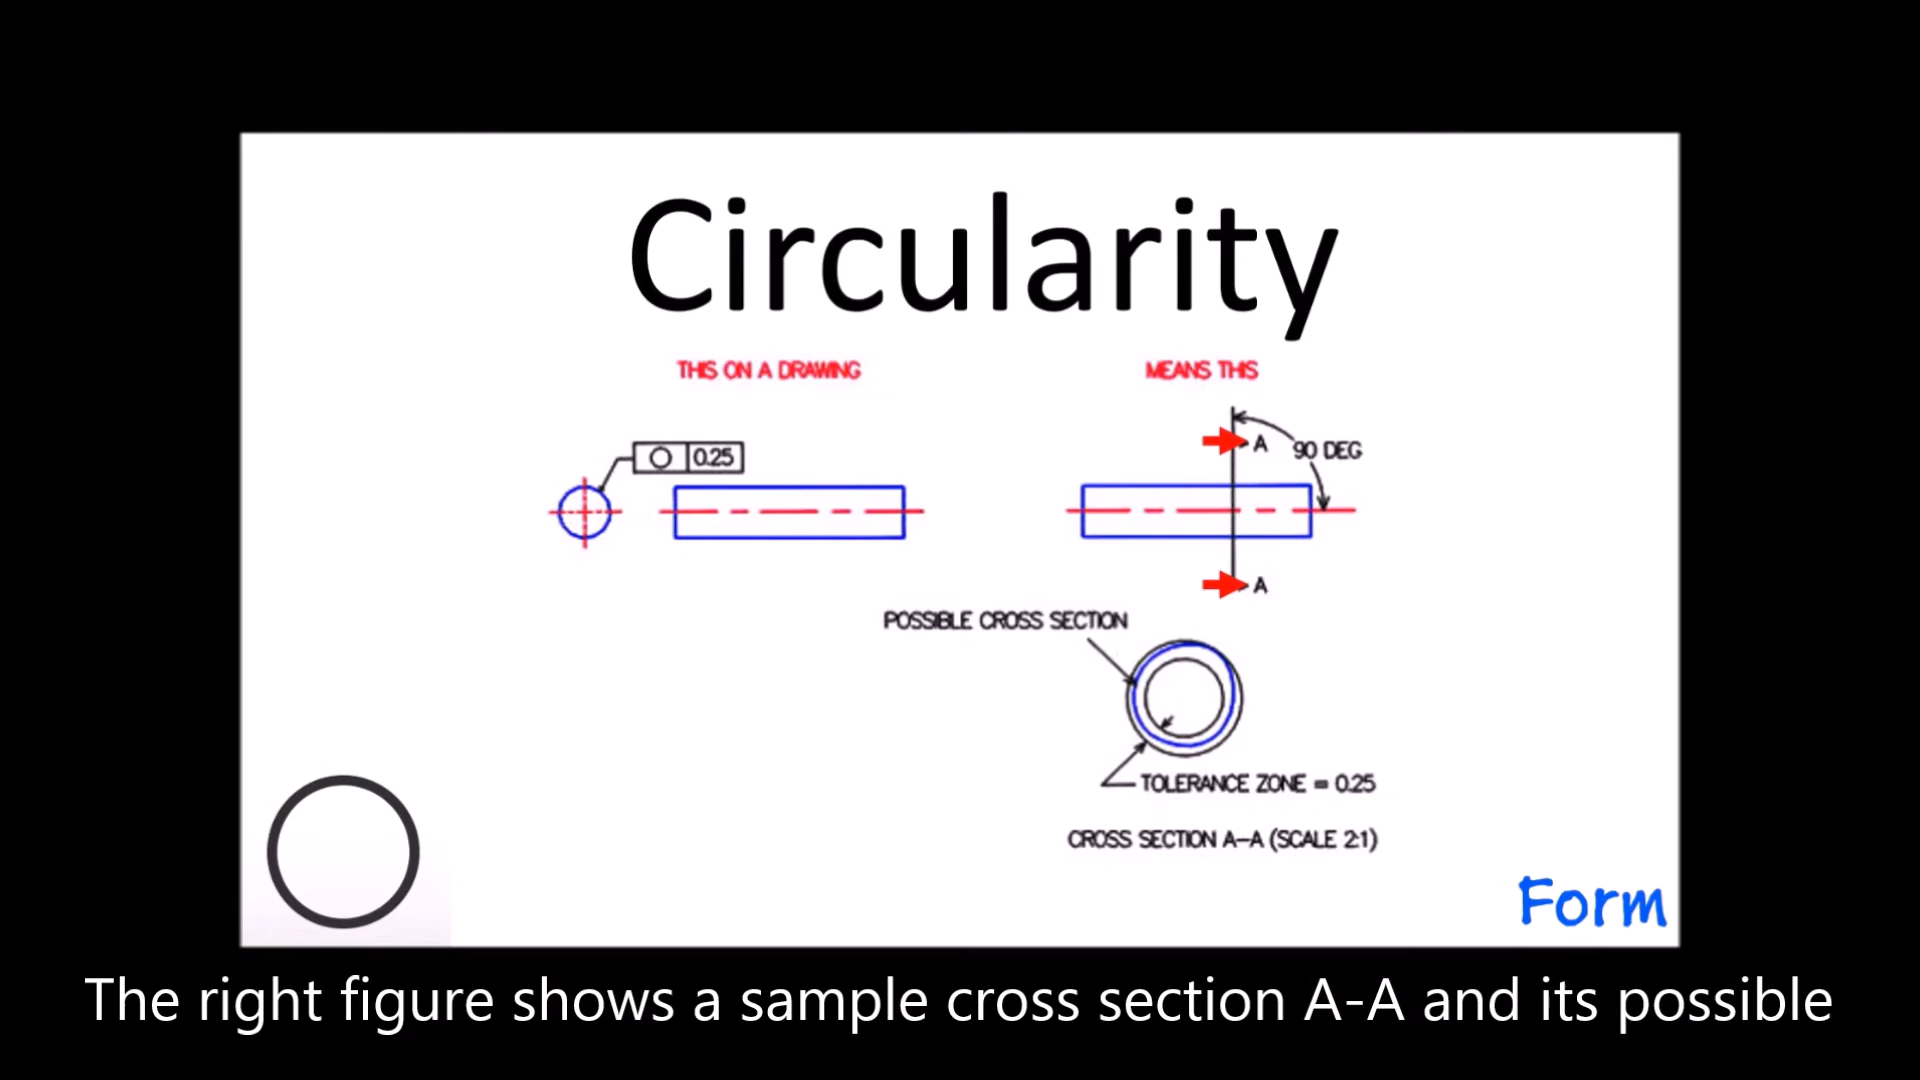 Circularity
THIS ON A DRAWING
MEANS THIS
0.25
A
90 DEG
A
POSSIBLE CROSS SECTION
TOLERANCE ZONE = 0.25
CROSS SECTION A-A (SCALE 2:1)
Form
The right figure shows a sample cross section A-A and its possible